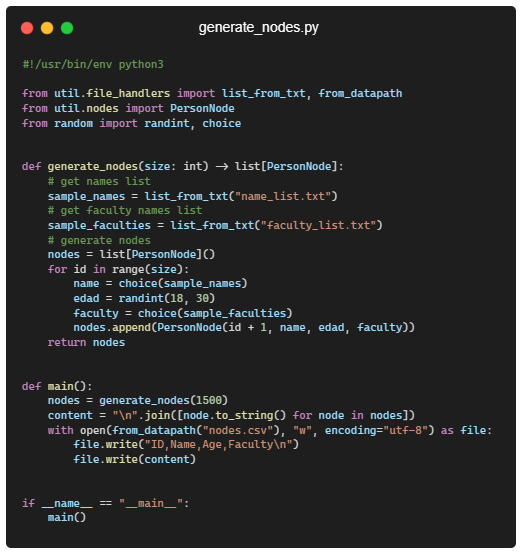 generate_nodes.py
#!/usr/bin/env python3
from util.file_handlers import list_from_txt, from_datapath
from util.nodes import PersonNode
from random import randint, choice
def generate_nodes(size: int) -> list[PersonNode]:
    # get names list
    sample_names = list_from_txt("name_list.txt")
    # get faculty names list
    sample_faculties = list_from_txt("faculty_list.txt")
    # generate nodes
    nodes = list[PersonNode]()
    for id in range(size):
        name = choice(sample_names)
        edad = randint(18, 30)
        faculty = choice(sample_faculties)
        nodes.append(PersonNode(id + 1, name, edad, faculty))
    return nodes
def main():
    nodes = generate_nodes(1500)
    content = "\n".join([node.to_string() for node in nodes])
    with open(from_datapath("nodes.csv"), "w", encoding="utf-8") as file:
        file.write("ID,Name,Age,Faculty\n")
        file.write(content)
if __name__ == "__main__":
    main()